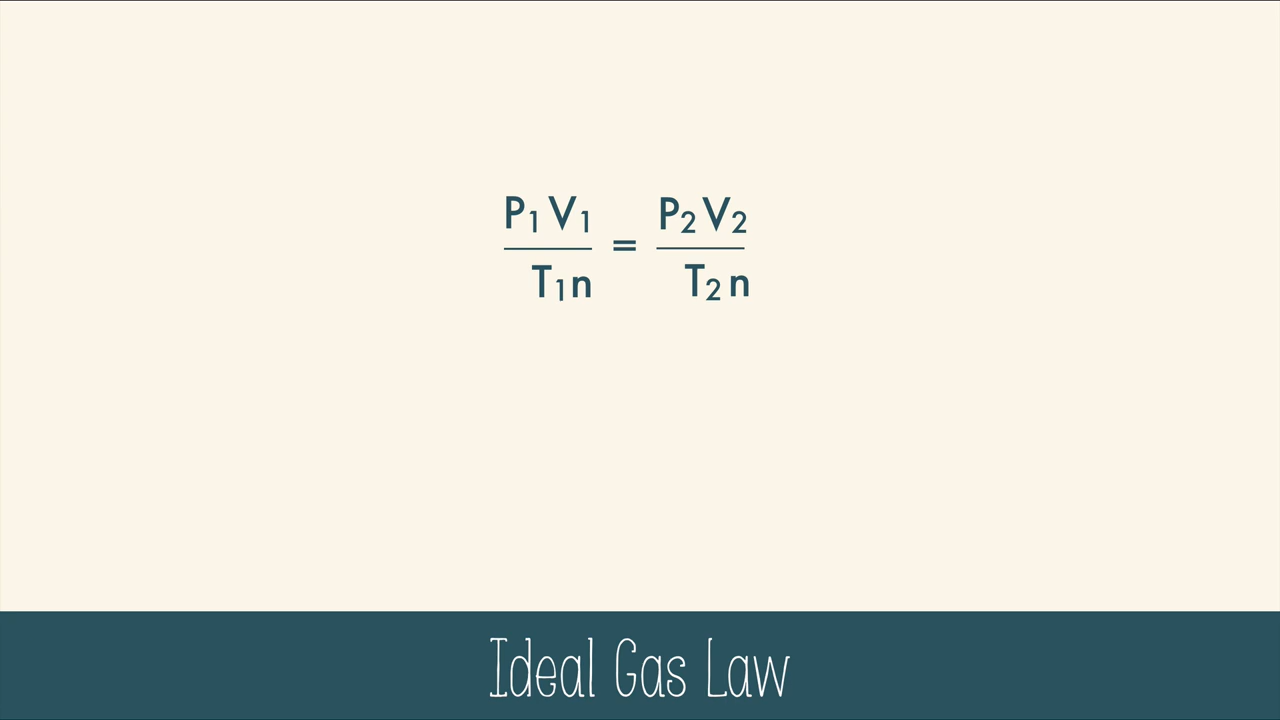 P₁V₁ / T₁n = P₂V₂ / T₂n
Ideal Gas Law